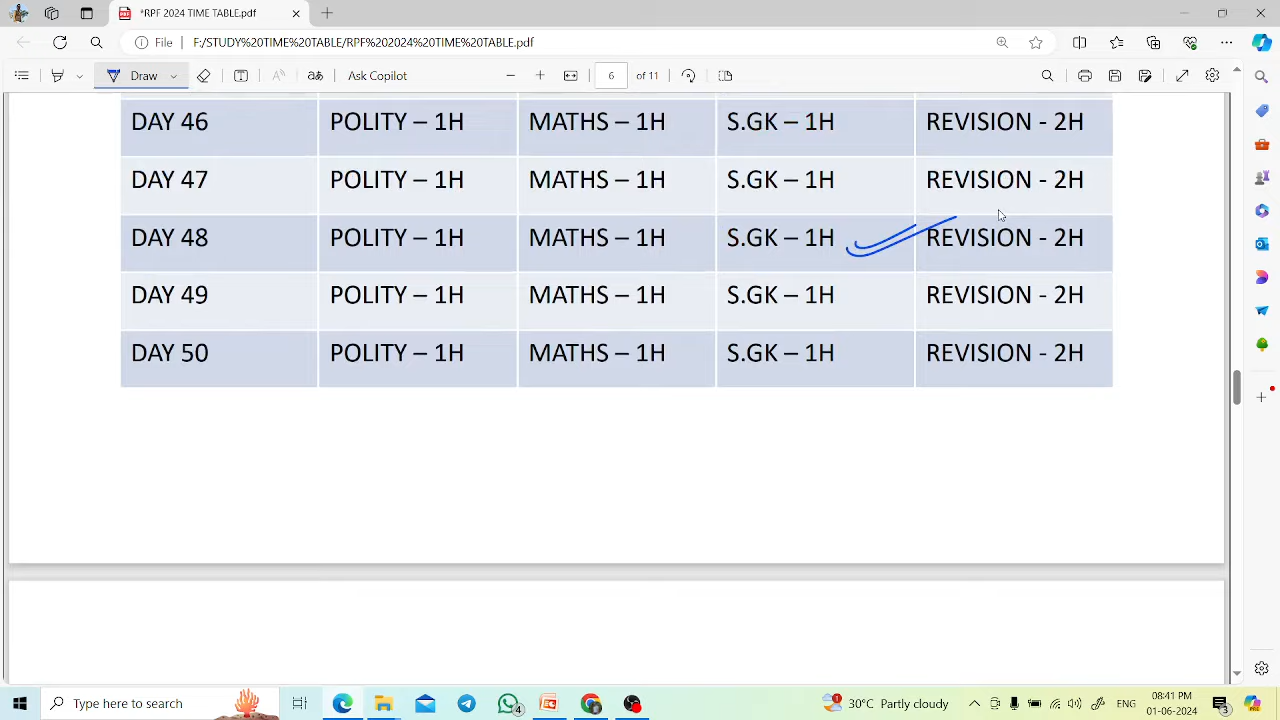 *RPF 2024 TIME TABLE.pdf
File F:/STUDY%20TIME%20TABLE/RPF%202024%20TIME%20TABLE.pdf
Draw Ask Copilot 6 of 11
DAY 46 POLITY – 1H MATHS – 1H S.GK – 1H REVISION - 2H
DAY 47 POLITY – 1H MATHS – 1H S.GK – 1H REVISION - 2H
DAY 48 POLITY – 1H MATHS – 1H S.GK – 1H REVISION - 2H
DAY 49 POLITY – 1H MATHS – 1H S.GK – 1H REVISION - 2H
DAY 50 POLITY – 1H MATHS – 1H S.GK – 1H REVISION - 2H
Type here to search 4 1 30°C Partly cloudy ENG 08:41 PM 3
01-06-2024